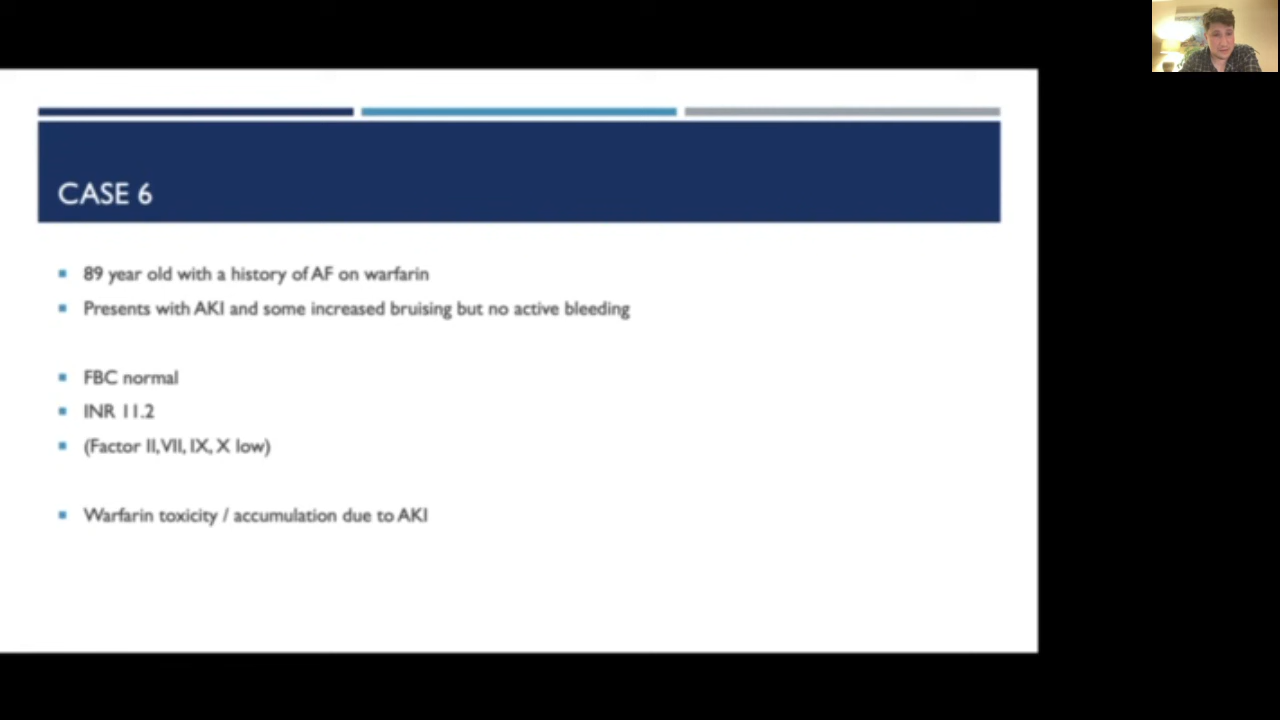 CASE 6
89 year old with a history of AF on warfarin
Presents with AKI and some increased bruising but no active bleeding
FBC normal
INR 11.2
(Factor II, VII, IX, X low)
Warfarin toxicity / accumulation due to AKI